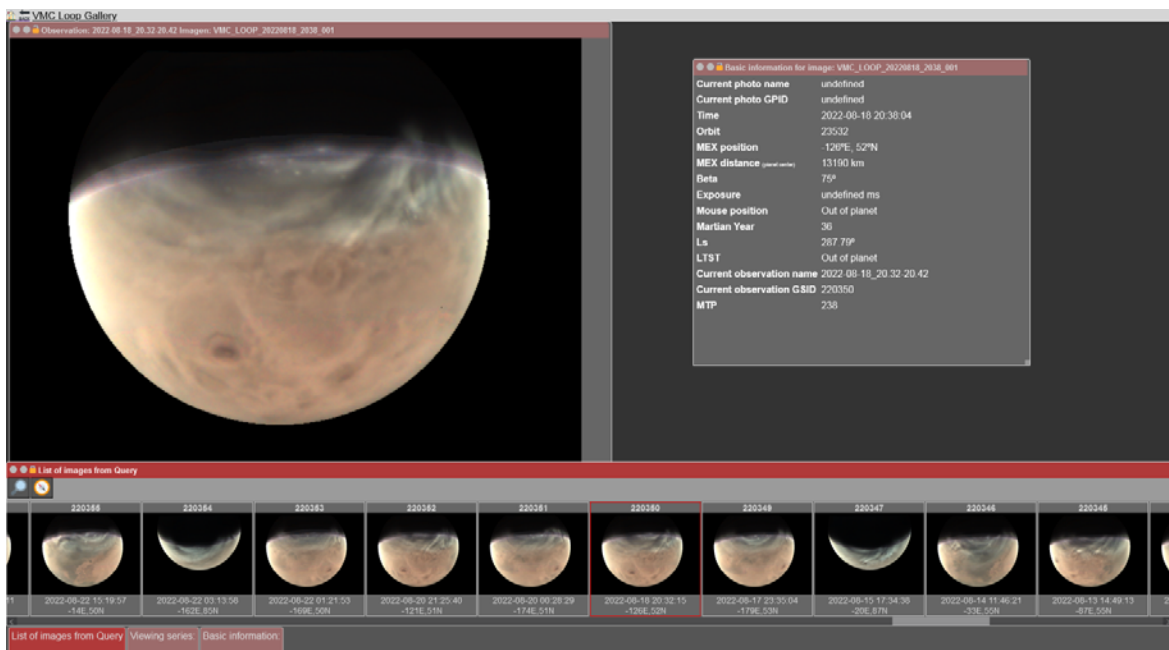 VMC Loop Gallery
Observation: 2022-08-18_20.32-20.42 Imagen: VMC_LOOP_20220818_2038_001
Basic information for image: VMC_LOOP_20220818_2038_001
Current photo name undefined
Current photo GPID undefined
Time 2022-08-18 20:38:04
Orbit 23532
MEX position -126ºE, 52ºN
MEX distance (planet center) 13190 km
Beta 75º
Exposure undefined ms
Mouse position Out of planet
Martian Year 36
Ls 287.79º
LTST Out of planet
Current observation name 2022-08-18_20.32-20.42
Current observation GSID 220350
MTP 238
List of images from Query
220355 220354 220353 220352 220351 220350 220349 220347 220346 220345
2022-08-22 15:19:57 2022-08-22 03:13:56 2022-08-22 01:21:53 2022-08-20 21:25:40 2022-08-20 00:28:29 2022-08-18 20:32:15 2022-08-17 23:35:04 2022-08-15 17:34:38 2022-08-14 11:46:21 2022-08-13 14:49:13
-14E,50N -162E,85N -169E,50N -121E,51N -174E,51N -126E,52N -179E,53N -20E,87N -33E,55N -87E,55N
List of images from Query Viewing series: Basic information: